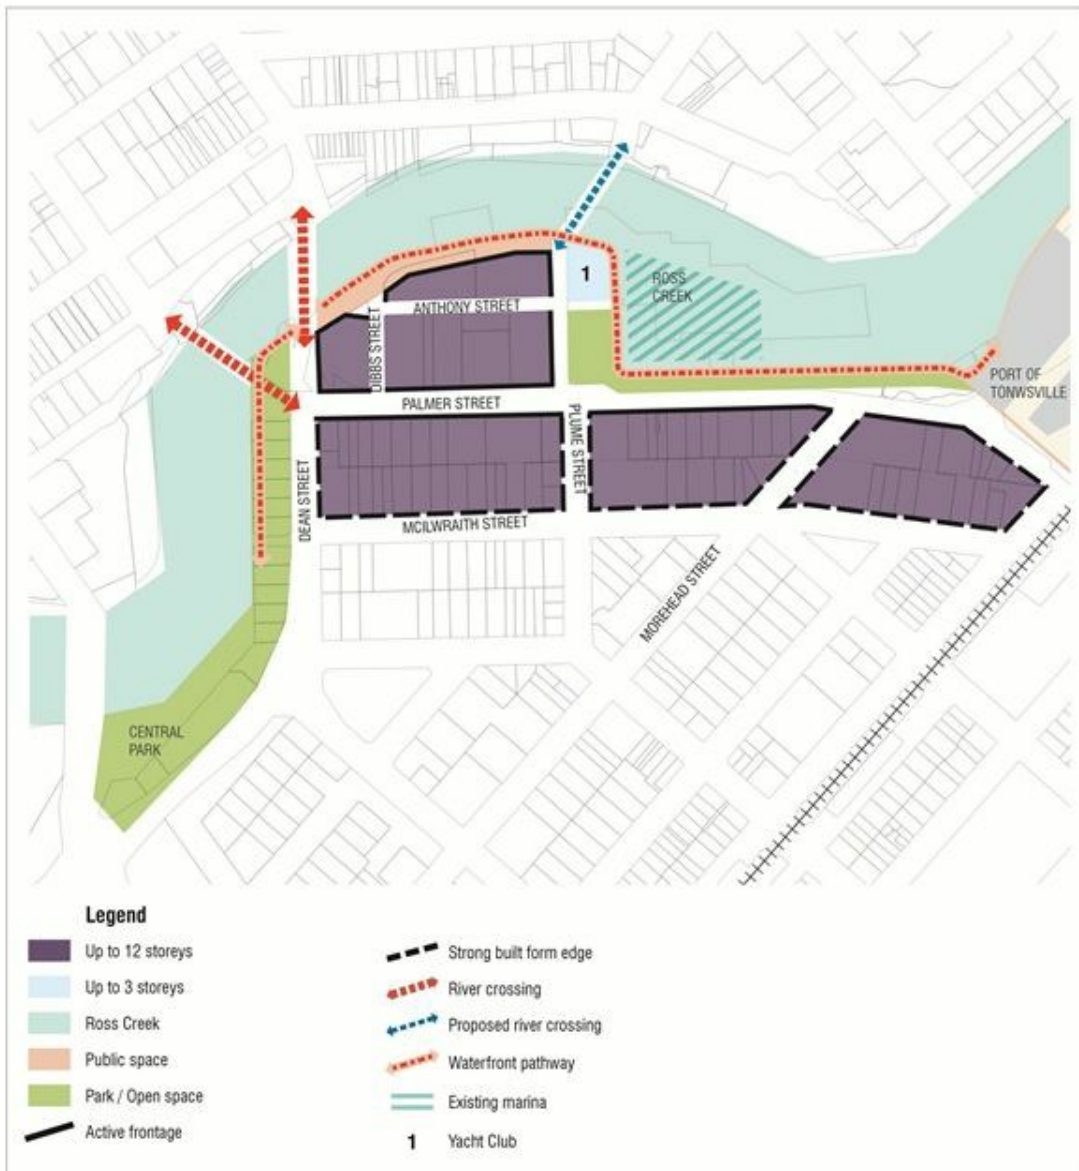 ROSS
CREEK
1
ANTHONY STREET
DIBBS STREET
PORT OF
TONWSVILLE
PALMER STREET
PLUME STREET
DEAN STREET
MCILWRAITH STREET
MOREHEAD STREET
CENTRAL
PARK
Legend
Up to 12 storeys
Up to 3 storeys
Ross Creek
Public space
Park / Open space
Active frontage
Strong built form edge
River crossing
Proposed river crossing
Waterfront pathway
Existing marina
1 Yacht Club